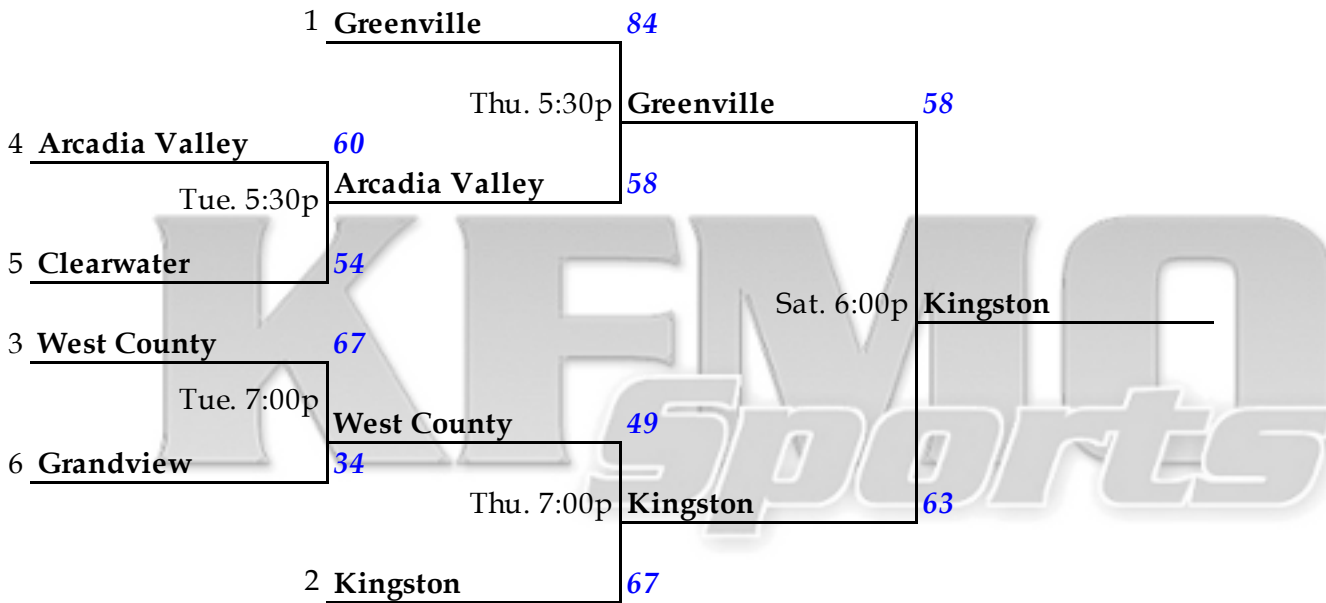 1 Greenville 84
Thu. 5:30p Greenville 58
4 Arcadia Valley 60
Tue. 5:30p Arcadia Valley 58
5 Clearwater 54
Sat. 6:00p Kingston
3 West County 67
Tue. 7:00p
West County 49
6 Grandview 34
Thu. 7:00p Kingston 63
2 Kingston 67
KFMO
Sports